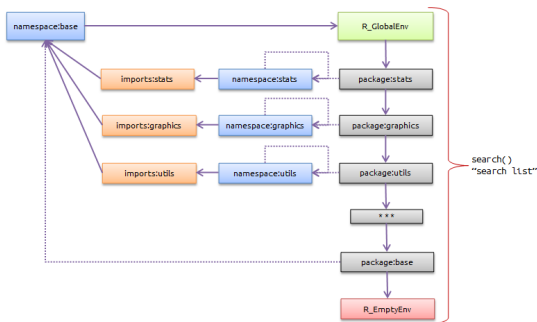 namespace:base
R_GlobalEnv
imports:stats
namespace:stats
package:stats
imports:graphics
namespace:graphics
package:graphics
imports:utils
namespace:utils
package:utils
search()
“search list”
* * *
package:base
R_EmptyEnv